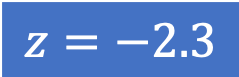 z = −2.3